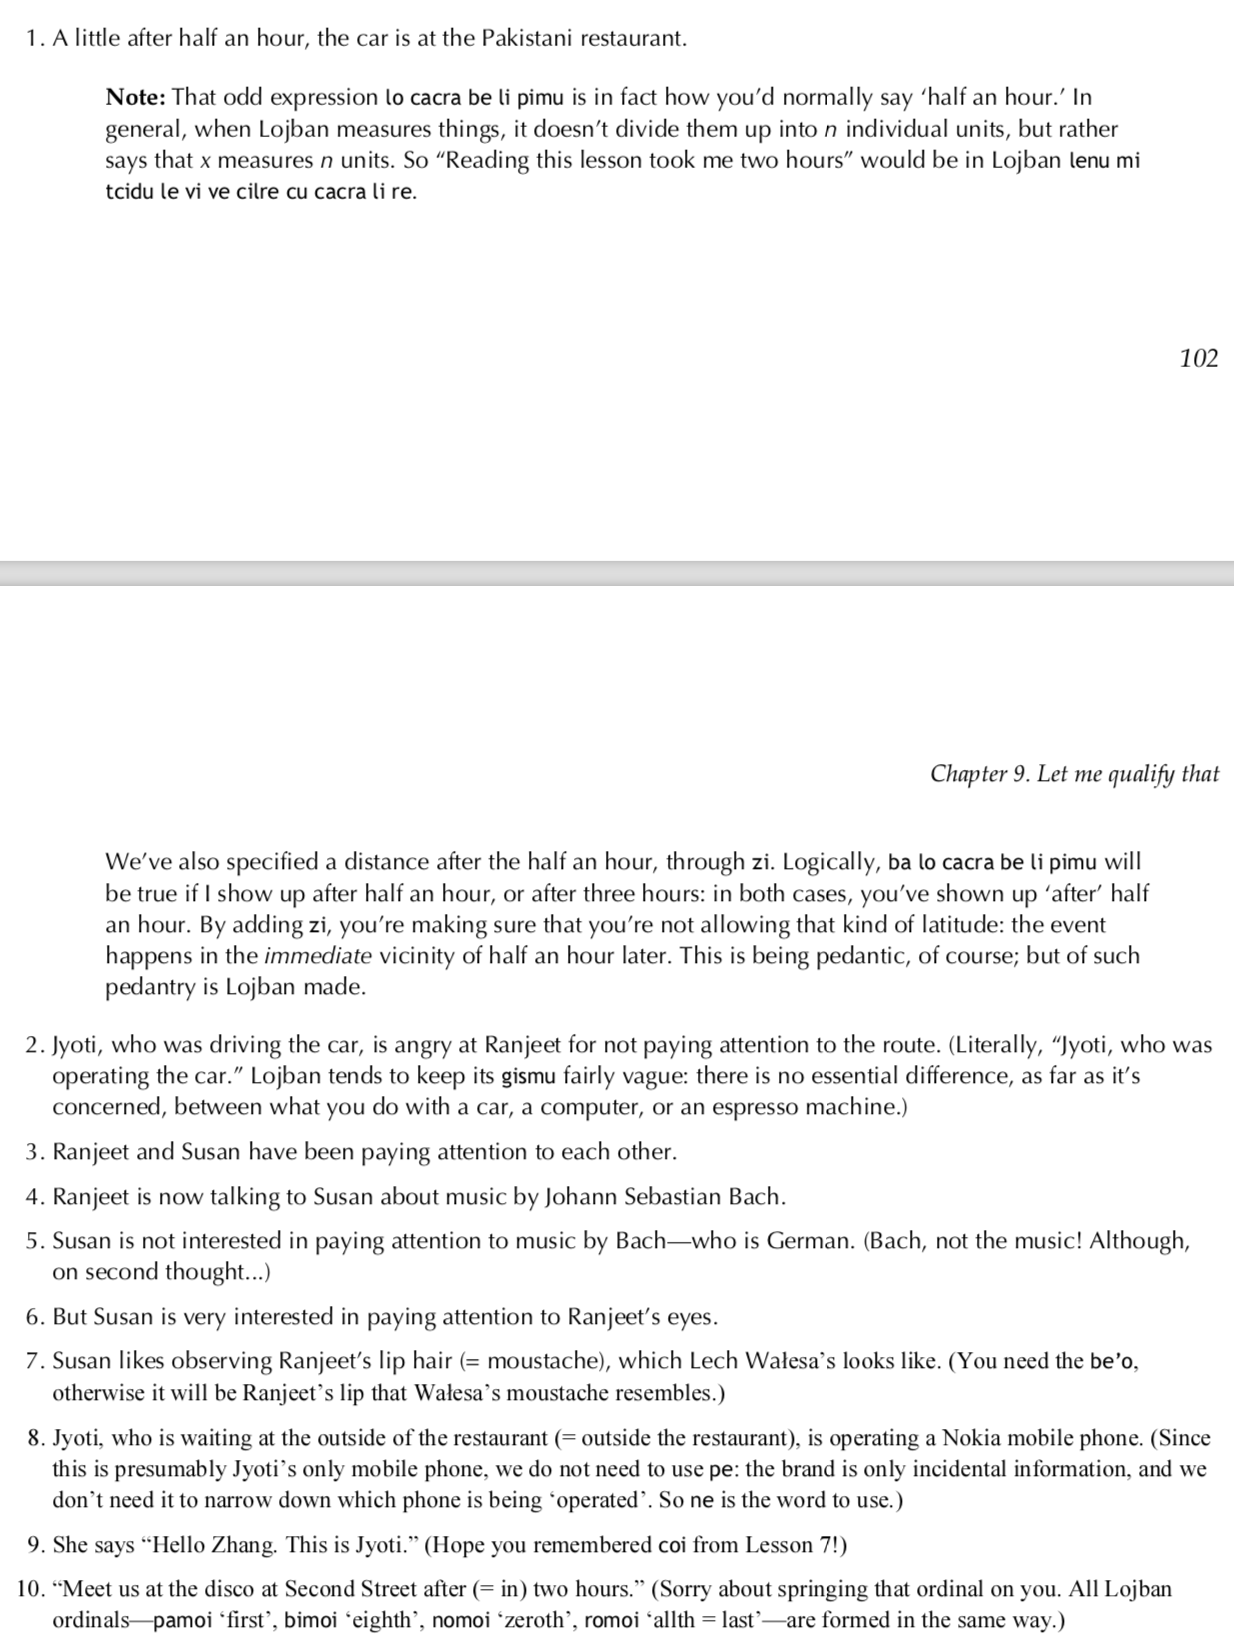 1. A little after half an hour, the car is at the Pakistani restaurant.
Note: That odd expression lo cacra be li pimu is in fact how you’d normally say ‘half an hour.’ In
general, when Lojban measures things, it doesn’t divide them up into n individual units, but rather
says that x measures n units. So “Reading this lesson took me two hours” would be in Lojban lenu mi
tcidu le vi ve cilre cu cacra li re.
102
Chapter 9. Let me qualify that
We’ve also specified a distance after the half an hour, through zi. Logically, ba lo cacra be li pimu will
be true if I show up after half an hour, or after three hours: in both cases, you’ve shown up ‘after’ half
an hour. By adding zi, you’re making sure that you’re not allowing that kind of latitude: the event
happens in the immediate vicinity of half an hour later. This is being pedantic, of course; but of such
pedantry is Lojban made.
2. Jyoti, who was driving the car, is angry at Ranjeet for not paying attention to the route. (Literally, “Jyoti, who was
operating the car.” Lojban tends to keep its gismu fairly vague: there is no essential difference, as far as it’s
concerned, between what you do with a car, a computer, or an espresso machine.)
3. Ranjeet and Susan have been paying attention to each other.
4. Ranjeet is now talking to Susan about music by Johann Sebastian Bach.
5. Susan is not interested in paying attention to music by Bach—who is German. (Bach, not the music! Although,
on second thought...)
6. But Susan is very interested in paying attention to Ranjeet’s eyes.
7. Susan likes observing Ranjeet’s lip hair (= moustache), which Lech Wałesa’s looks like. (You need the be’o,
otherwise it will be Ranjeet’s lip that Wałesa’s moustache resembles.)
8. Jyoti, who is waiting at the outside of the restaurant (= outside the restaurant), is operating a Nokia mobile phone. (Since
this is presumably Jyoti’s only mobile phone, we do not need to use pe: the brand is only incidental information, and we
don’t need it to narrow down which phone is being ‘operated’. So ne is the word to use.)
9. She says “Hello Zhang. This is Jyoti.” (Hope you remembered coi from Lesson 7!)
10. “Meet us at the disco at Second Street after (= in) two hours.” (Sorry about springing that ordinal on you. All Lojban
ordinals—pamoi ‘first’, bimoi ‘eighth’, nomoi ‘zeroth’, romoi ‘allth = last’—are formed in the same way.)